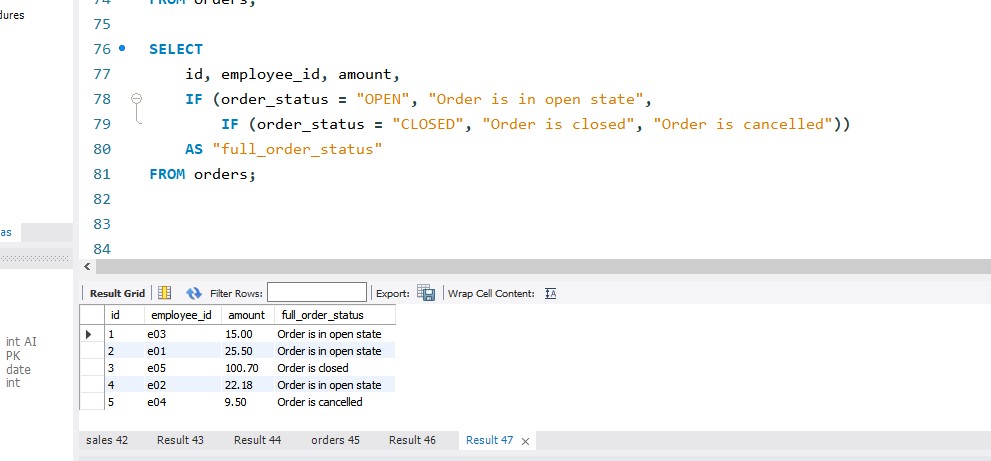 dures
74 FROM orders;
75
76 SELECT
77 id, employee_id, amount,
78 IF (order_status = "OPEN", "Order is in open state",
79 IF (order_status = "CLOSED", "Order is closed", "Order is cancelled"))
80 AS "full_order_status"
81 FROM orders;
82
83
84
as
Result Grid Filter Rows: Export: Wrap Cell Content: IA
id employee_id amount full_order_status
1 e03 15.00 Order is in open state
2 e01 25.50 Order is in open state
3 e05 100.70 Order is closed
4 e02 22.18 Order is in open state
5 e04 9.50 Order is cancelled
int AI
PK
date
int
sales 42 Result 43 Result 44 orders 45 Result 46 Result 47